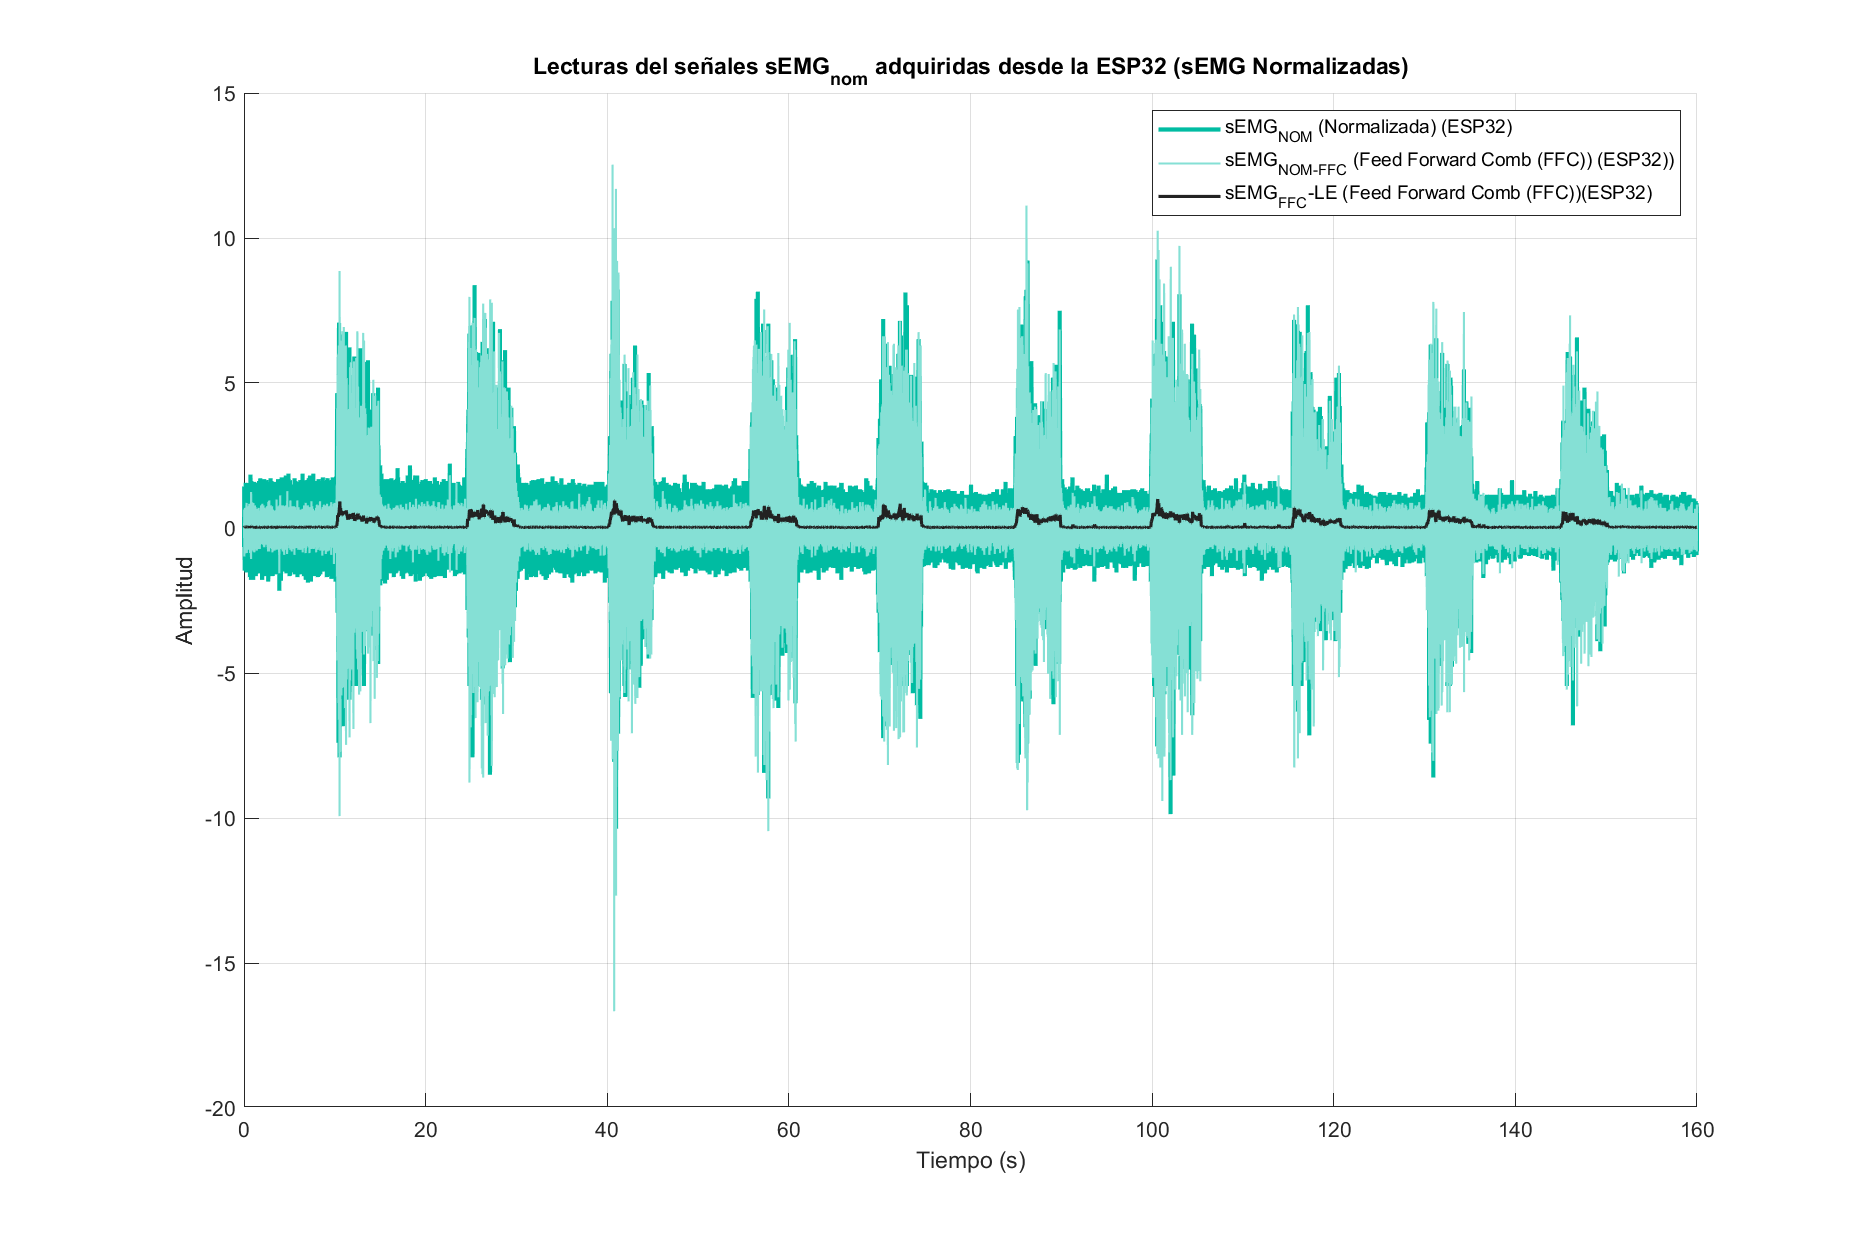 Lecturas del señales sEMGnom adquiridas desde la ESP32 (sEMG Normalizadas)
sEMGNOM (Normalizada) (ESP32)
sEMGNOM-FFC (Feed Forward Comb (FFC)) (ESP32))
sEMGFFC-LE (Feed Forward Comb (FFC))(ESP32)
15
10
5
0
-5
-10
-15
-20
Amplitud
0 20 40 60 80 100 120 140 160
Tiempo (s)